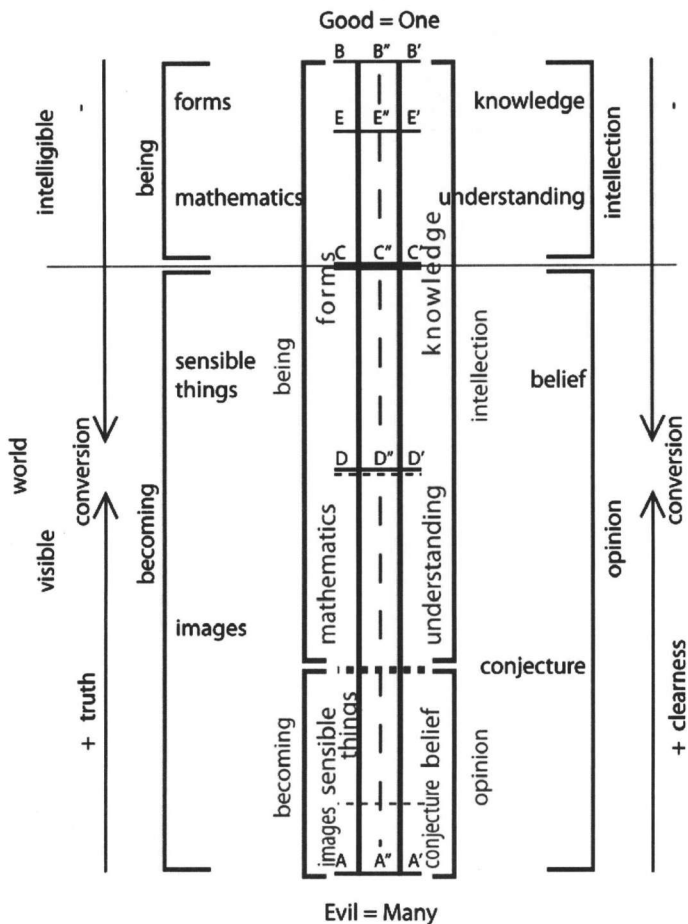 Good = One
B B" B'
- forms knowledge -
E E" E'
intelligible
being
intellection
mathematics understanding
C C" C'
forms
knowledge
sensible
things
being
intellection
belief
world
conversion
conversion
D D" D'
visible
becoming
mathematics
understanding
opinion
images
conjecture
+ truth
+ clearness
becoming
sensible
things
belief
opinion
images
conjecture
A A" A'
Evil = Many